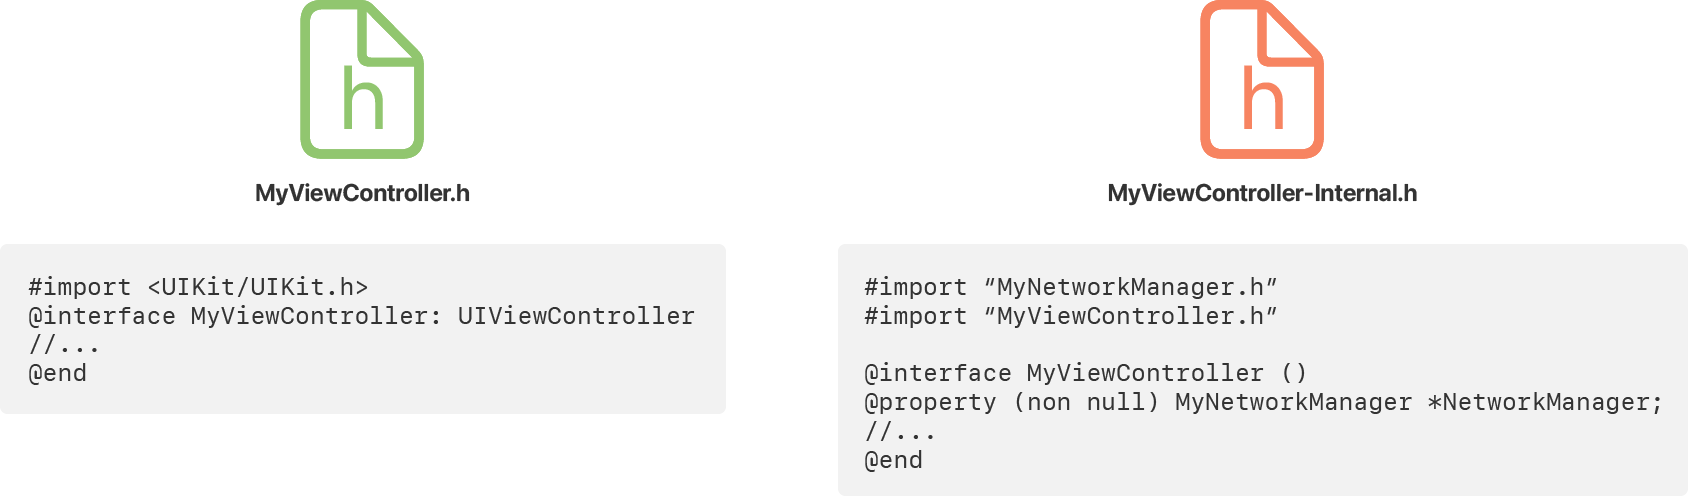 h
MyViewController.h
#import <UIKit/UIKit.h>
@interface MyViewController: UIViewController
//...
@end
h
MyViewController-Internal.h
#import “MyNetworkManager.h”
#import “MyViewController.h”
@interface MyViewController ()
@property (non null) MyNetworkManager *NetworkManager;
//...
@end